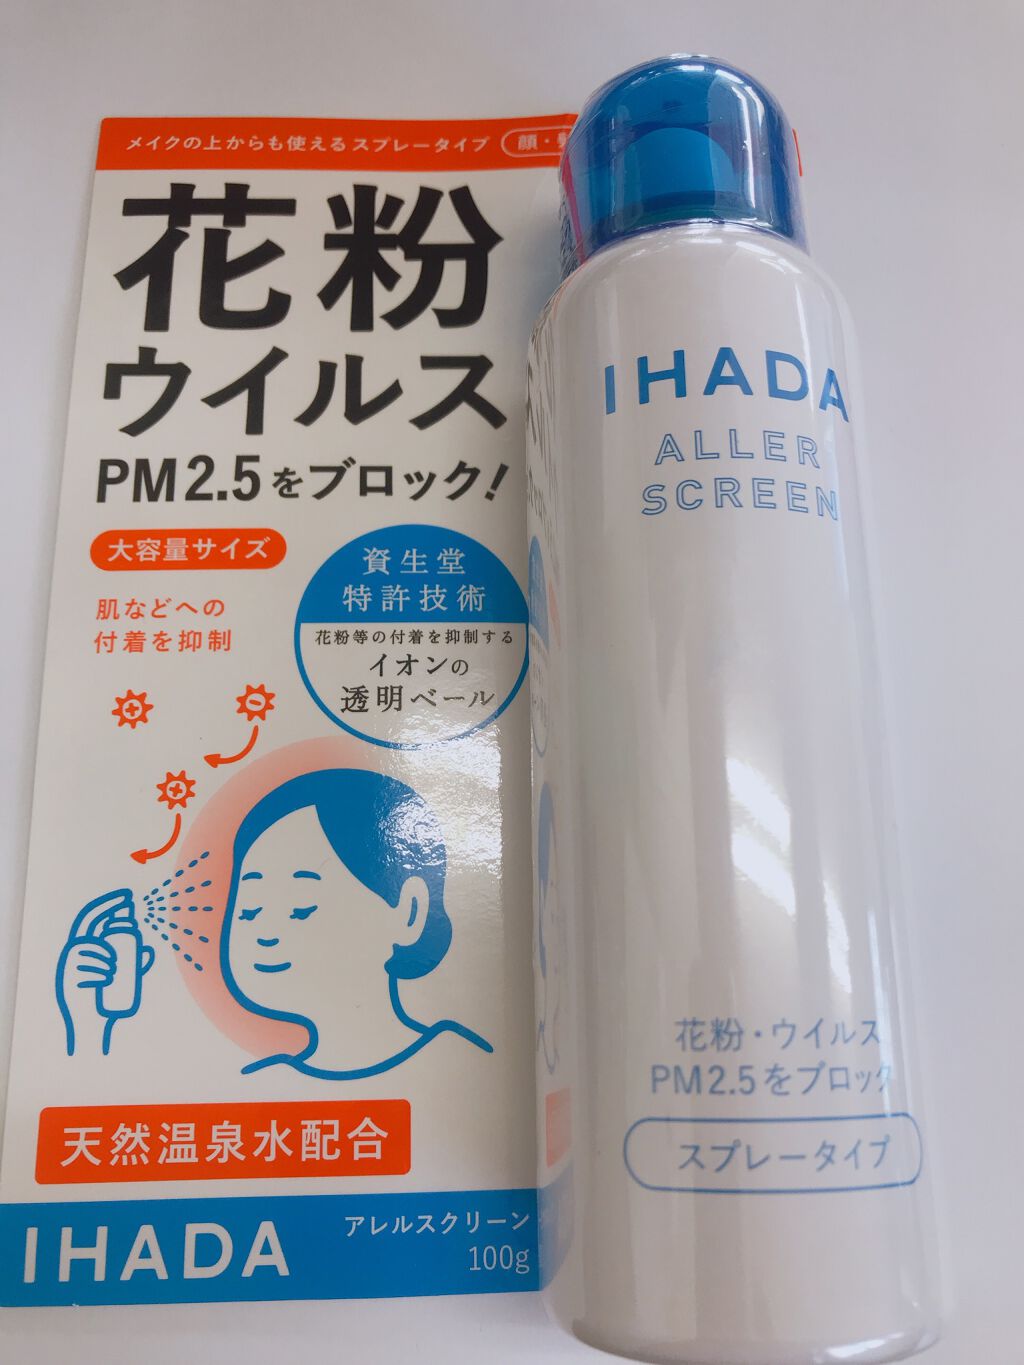 メイクの上からも使えるスプレータイプ
顔・
花粉
ウイルス
PM2.5をブロック!
大容量サイズ
肌などへの
付着を抑制
資生堂
特許技術
花粉等の付着を抑制する
イオンの
透明ベール
天然温泉水配合
IHADA
アレルスクリーン
100g
IHADA
ALLER
SCREEN
花粉・ウイルス
PM2.5をブロック
スプレータイプ